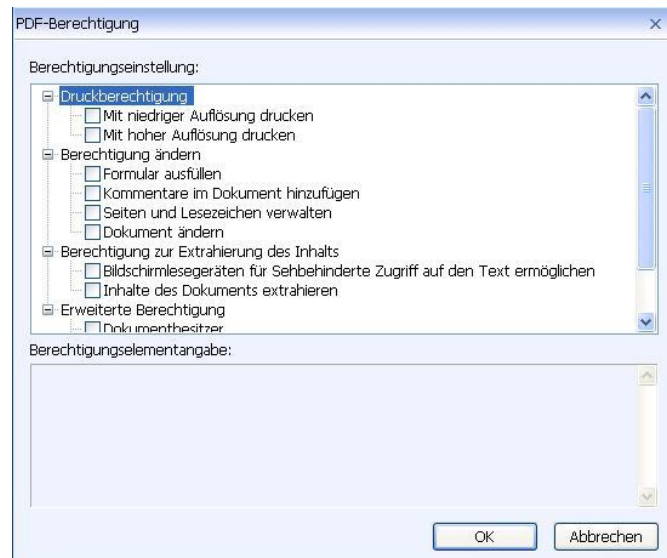 PDF-Berechtigung
Berechtigungseinstellung:
Druckberechtigung
Mit niedriger Auflösung drucken
Mit hoher Auflösung drucken
Berechtigung ändern
Formular ausfüllen
Kommentare im Dokument hinzufügen
Seiten und Lesezeichen verwalten
Dokument ändern
Berechtigung zur Extrahierung des Inhalts
Bildschirmlesegeräten für Sehbehinderte Zugriff auf den Text ermöglichen
Inhalte des Dokuments extrahieren
Erweiterte Berechtigung
Dokumentbesitzer
Berechtigungselementangabe:
OK Abbrechen